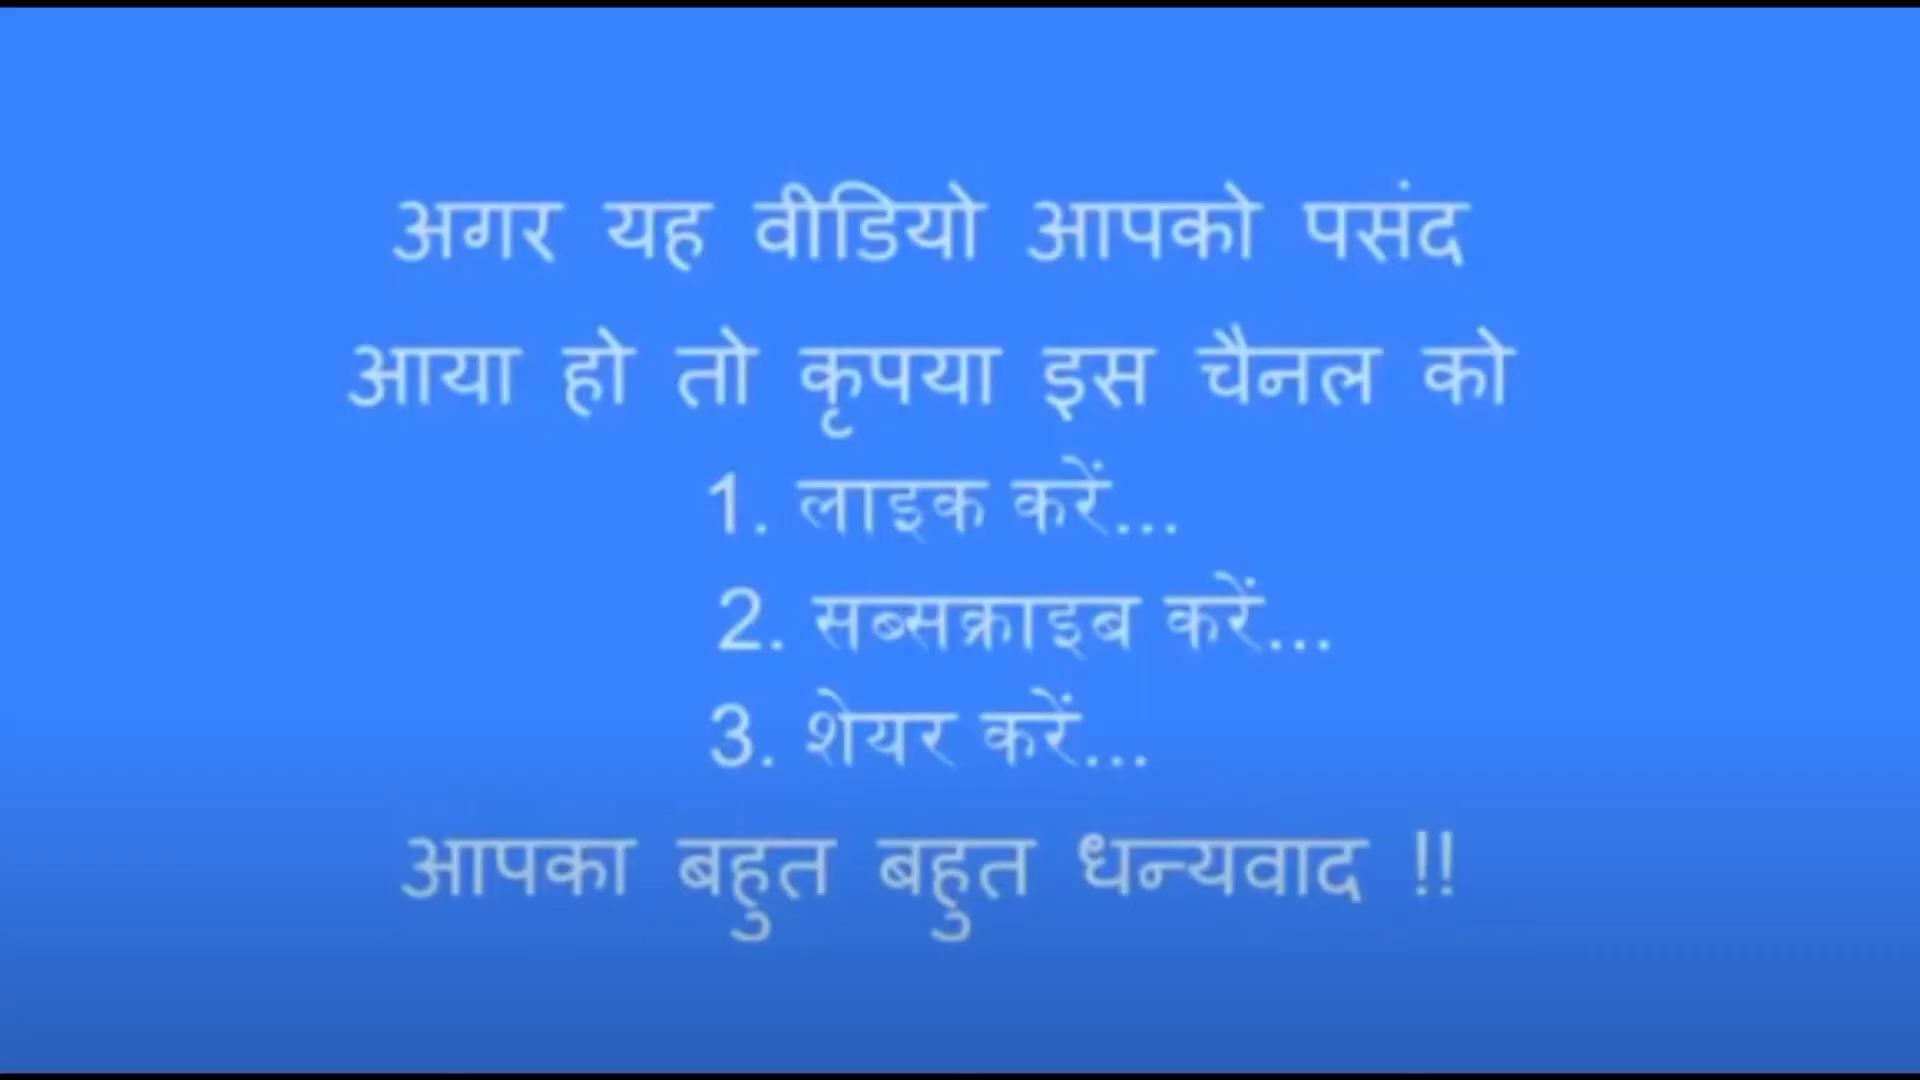 अगर यह वीडियो आपको पसंद
आया हो तो कृपया इस चैनल को
1. लाइक करें...
2. सब्सक्राइब करें...
3. शेयर करें...
आपका बहुत बहुत धन्यवाद !!